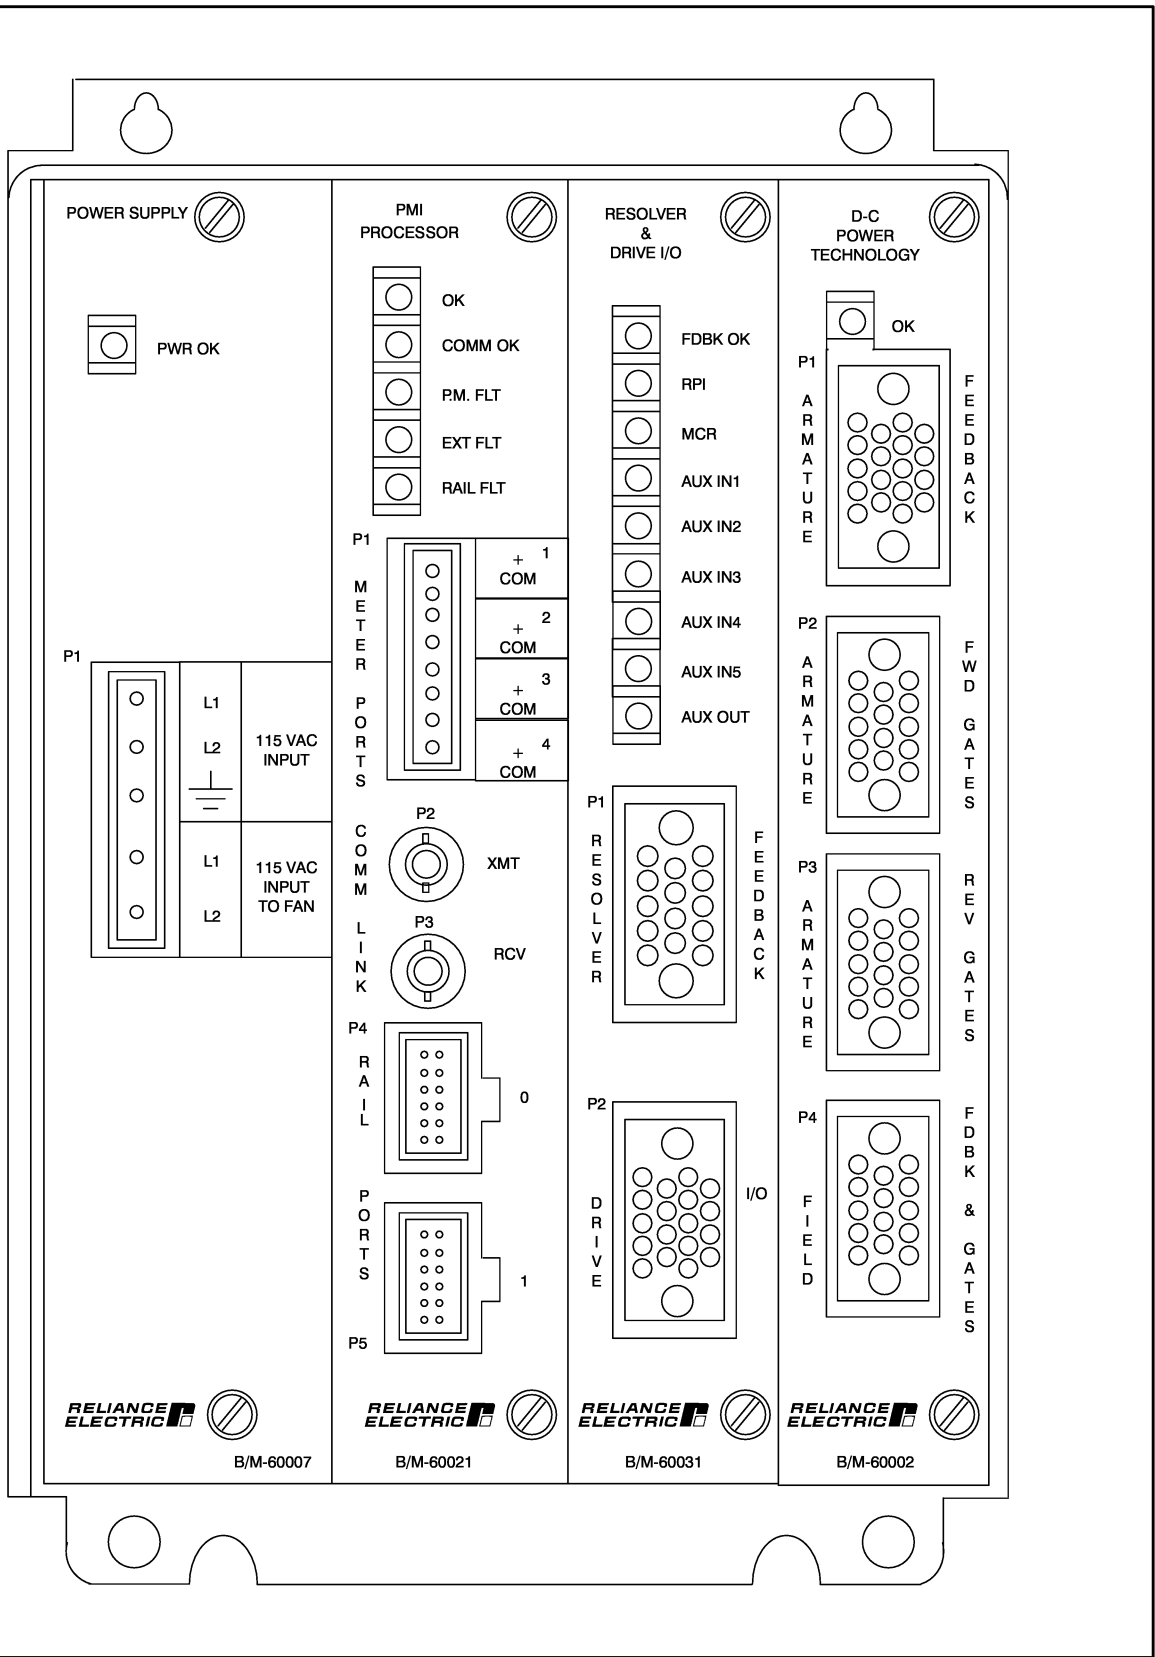 POWER SUPPLY
PWR OK
P1
L1
L2
115 VAC
INPUT
L1
L2
115 VAC
INPUT
TO FAN
RELIANCE
ELECTRIC
B/M-60007
PMI
PROCESSOR
OK
COMM OK
P.M. FLT
EXT FLT
RAIL FLT
P1
METER PORTS
+ 1
COM
+ 2
COM
+ 3
COM
+ 4
COM
COMM LINK
P2
XMT
P3
RCV
P4
RAIL PORTS
0
1
P5
RELIANCE
ELECTRIC
B/M-60021
RESOLVER
&
DRIVE I/O
FDBK OK
RPI
MCR
AUX IN1
AUX IN2
AUX IN3
AUX IN4
AUX IN5
AUX OUT
P1
RESOLVER
FEEDBACK
P2
DRIVE
I/O
RELIANCE
ELECTRIC
B/M-60031
D-C
POWER
TECHNOLOGY
OK
P1
ARMATURE
FEEDBACK
P2
ARMATURE
FWD GATES
P3
ARMATURE
REV GATES
P4
FIELD
FDBK & GATES
RELIANCE
ELECTRIC
B/M-60002